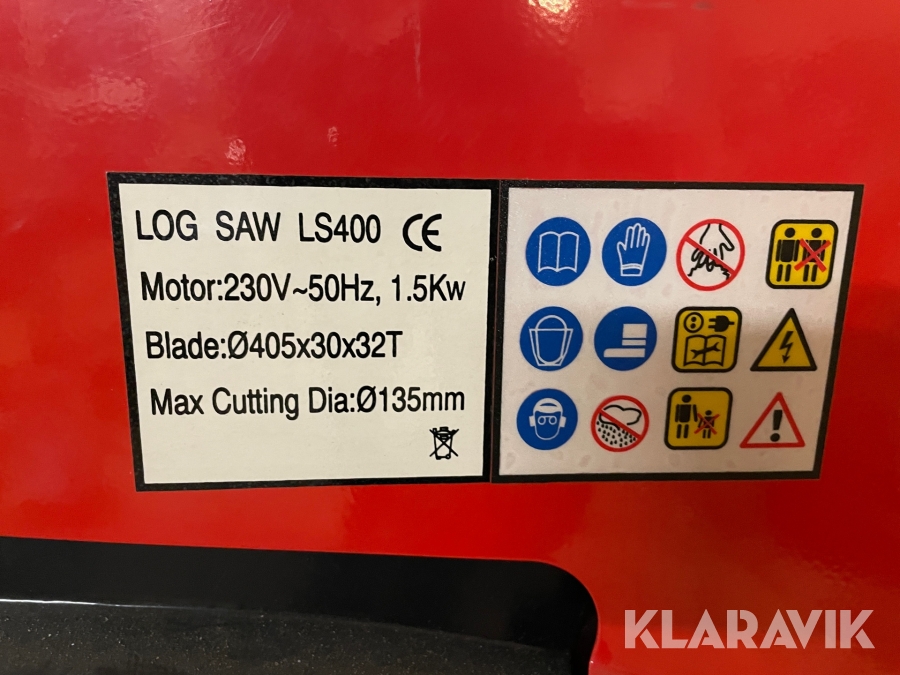 LOG SAW LS400 CE
Motor:230V~50Hz, 1.5Kw
Blade:Ø405x30x32T
Max Cutting Dia:Ø135mm
KLARAVIK